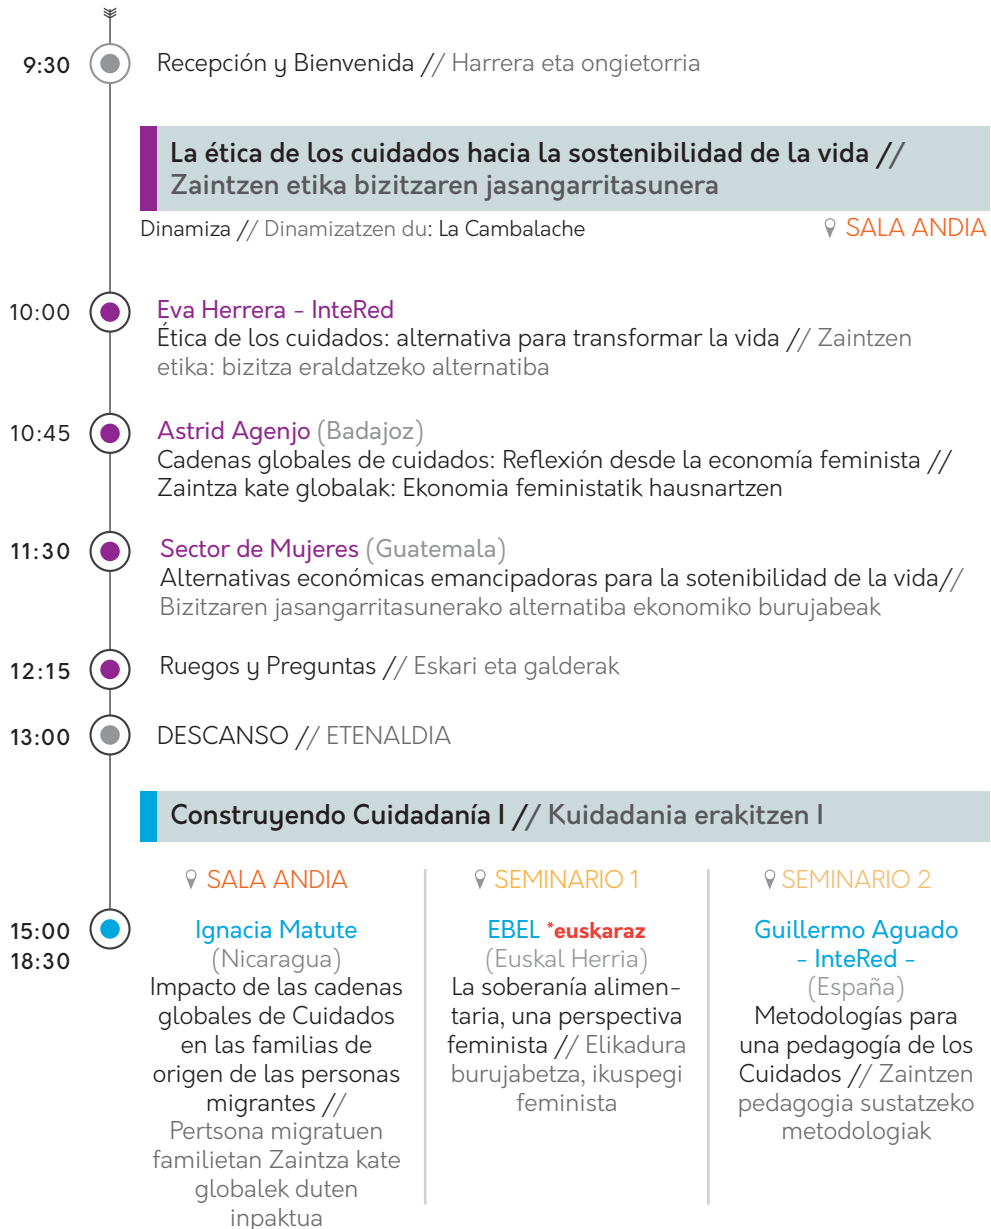 9:30 Recepción y Bienvenida // Harrera eta ongietorria
La ética de los cuidados hacia la sostenibilidad de la vida //
Zaintzen etika bizitzaren jasangarritasunera
Dinamiza // Dinamizatzen du: La Cambalache SALA ANDIA
10:00 Eva Herrera - InteRed
Ética de los cuidados: alternativa para transformar la vida // Zaintzen
etika: bizitza eraldatzeko alternatiba
10:45 Astrid Agenjo (Badajoz)
Cadenas globales de cuidados: Reflexión desde la economía feminista //
Zaintza kate globalak: Ekonomia feministatik hausnartzen
11:30 Sector de Mujeres (Guatemala)
Alternativas económicas emancipadoras para la sotenibilidad de la vida//
Bizitzaren jasangarritasunerako alternatiba ekonomiko burujabeak
12:15 Ruegos y Preguntas // Eskari eta galderak
13:00 DESCANSO // ETENALDIA
Construyendo Cuidadanía I // Kuidadania erakitzen I
15:00
18:30
SALA ANDIA
Ignacia Matute
(Nicaragua)
Impacto de las cadenas
globales de Cuidados
en las familias de
origen de las personas
migrantes //
Pertsona migratuen
familietan Zaintza kate
globalek duten
inpaktua
SEMINARIO 1
EBEL *euskaraz
(Euskal Herria)
La soberanía alimen-
taria, una perspectiva
feminista // Elikadura
burujabetza, ikuspegi
feminista
SEMINARIO 2
Guillermo Aguado
- InteRed -
(España)
Metodologías para
una pedagogía de los
Cuidados // Zaintzen
pedagogia sustatzeko
metodologiak